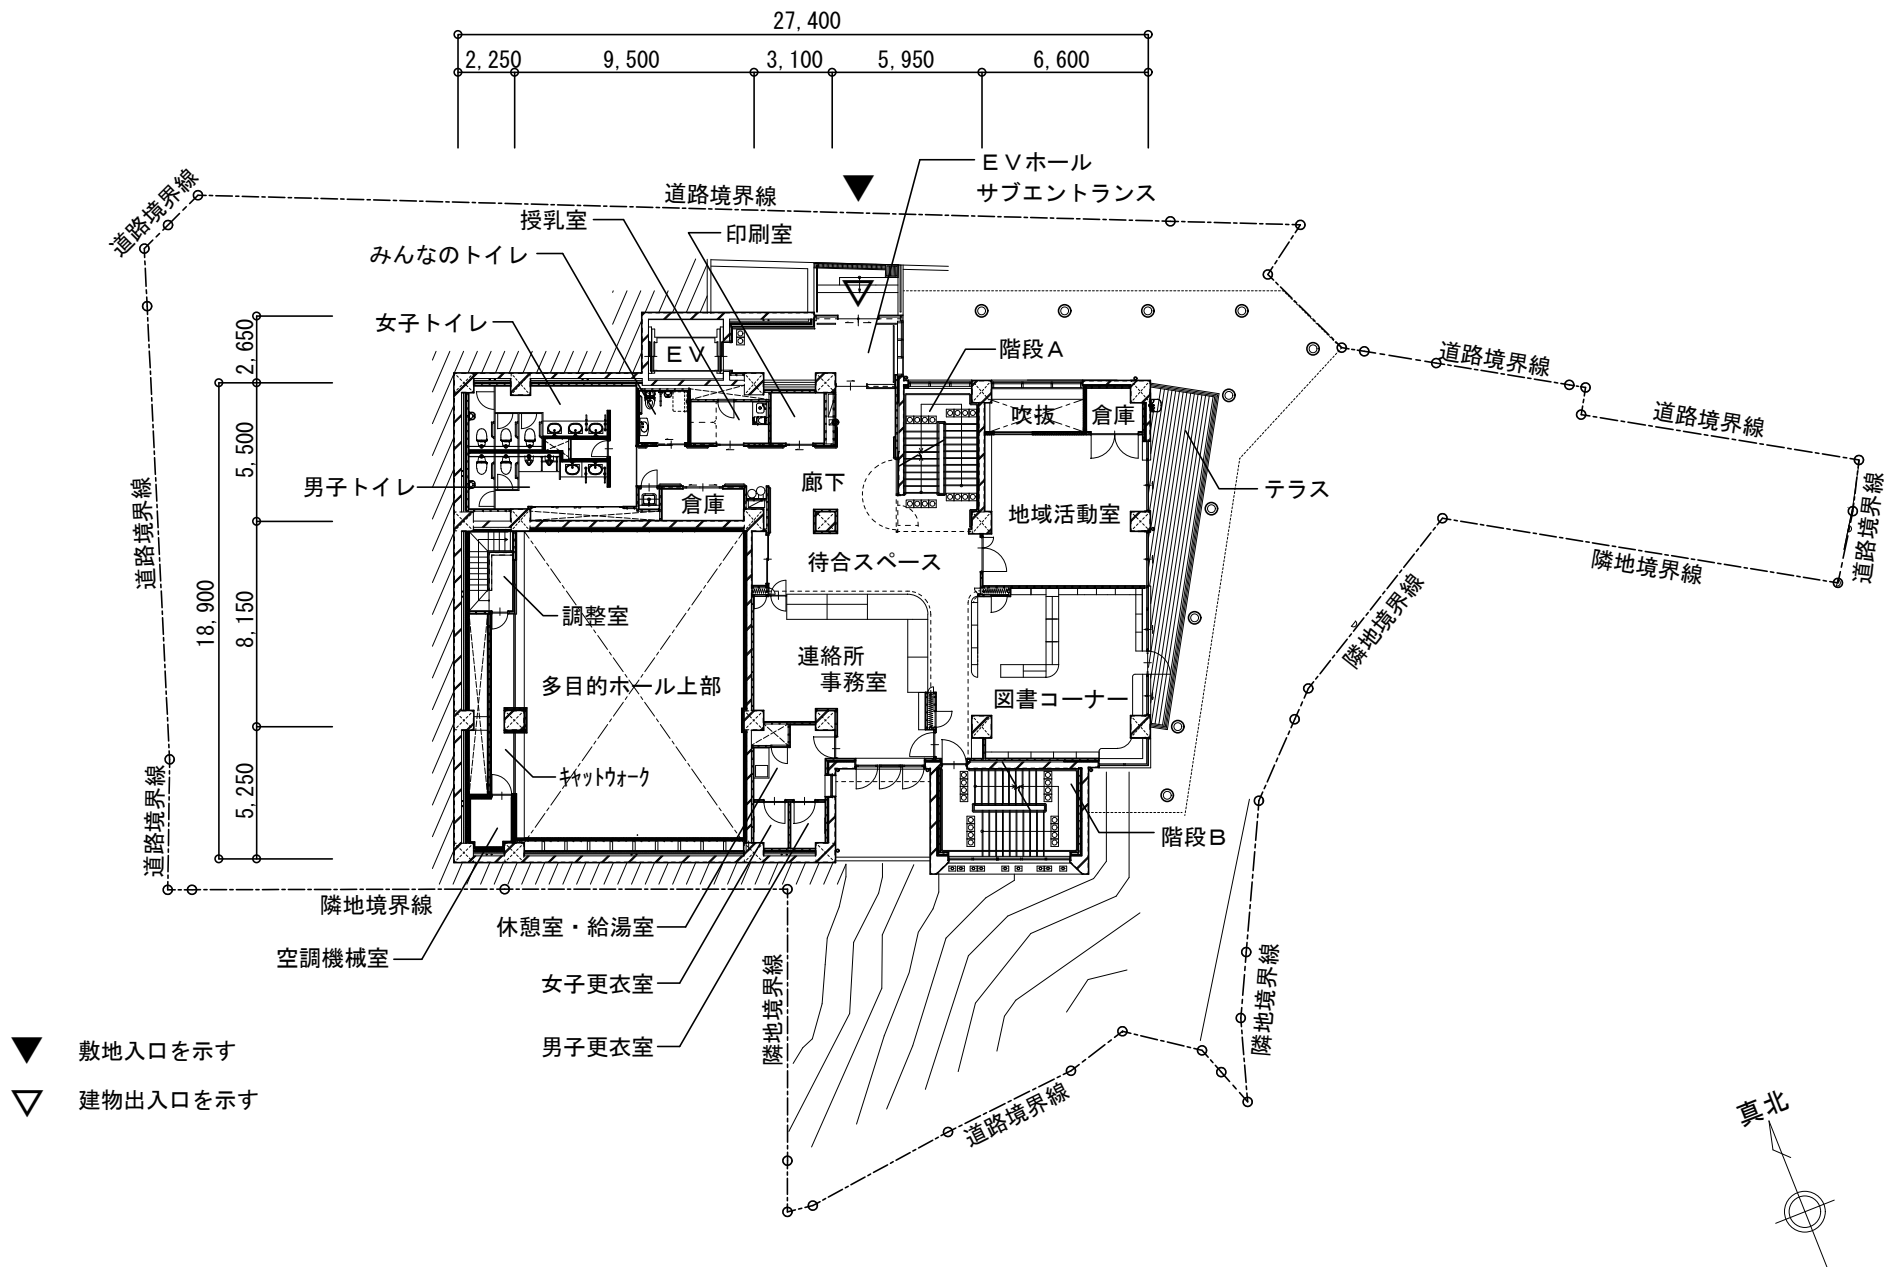 27,400
2,250
9,500
3,100
5,950
6,600
EVホール
サブエントランス
道路境界線
道路境界線
授乳室
印刷室
みんなのトイレ
女子トイレ
EV
階段A
2,650
道路境界線
吹抜
倉庫
道路境界線
5,500
男子トイレ
廊下
倉庫
地域活動室
テラス
道路境界線
道路境界線
待合スペース
隣地境界線
18,900
8,150
調整室
隣地境界線
連絡所
事務室
多目的ホール上部
図書コーナー
道路境界線
5,250
キャットウォーク
階段B
隣地境界線
休憩室・給湯室
空調機械室
女子更衣室
隣地境界線
隣地境界線
男子更衣室
敷地入口を示す
建物出入口を示す
道路境界線
真北